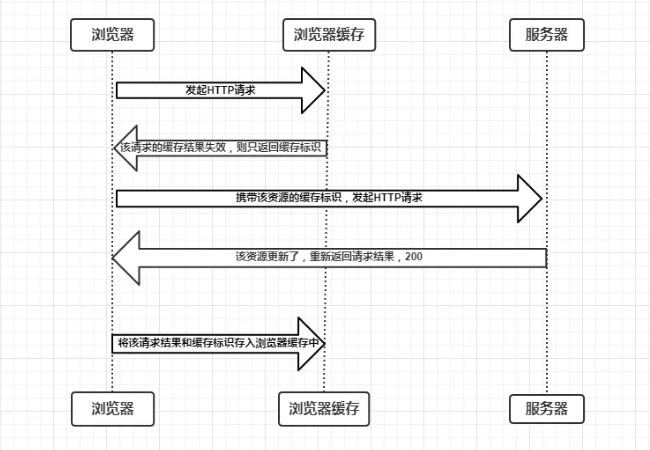 浏览器
浏览器缓存
服务器
发起HTTP请求
该请求的缓存结果失效，则只返回缓存标识
携带该资源的缓存标识，发起HTTP请求
该资源更新了，重新返回请求结果，200
将该请求结果和缓存标识存入浏览器缓存中
浏览器
浏览器缓存
服务器